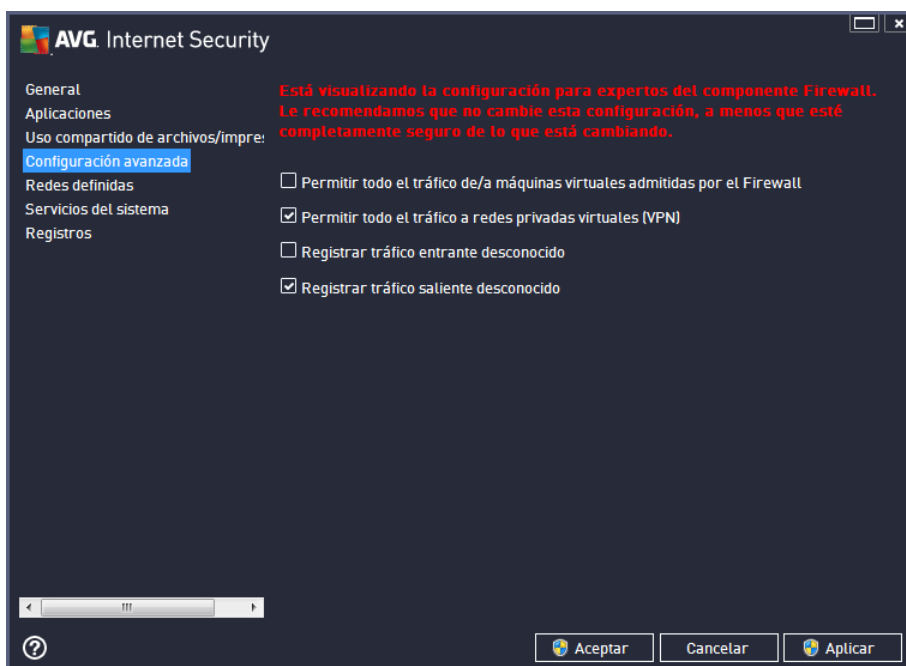 AVG. Internet Security
General
Aplicaciones
Uso compartido de archivos/impre
Configuración avanzada
Redes definidas
Servicios del sistema
Registros
Está visualizando la configuración para expertos del componente Firewall.
Le recomendamos que no cambie esta configuración, a menos que esté
completamente seguro de lo que está cambiando.
Permitir todo el tráfico de/a máquinas virtuales admitidas por el Firewall
Permitir todo el tráfico a redes privadas virtuales (VPN)
Registrar tráfico entrante desconocido
Registrar tráfico saliente desconocido
Aceptar
Cancelar
Aplicar